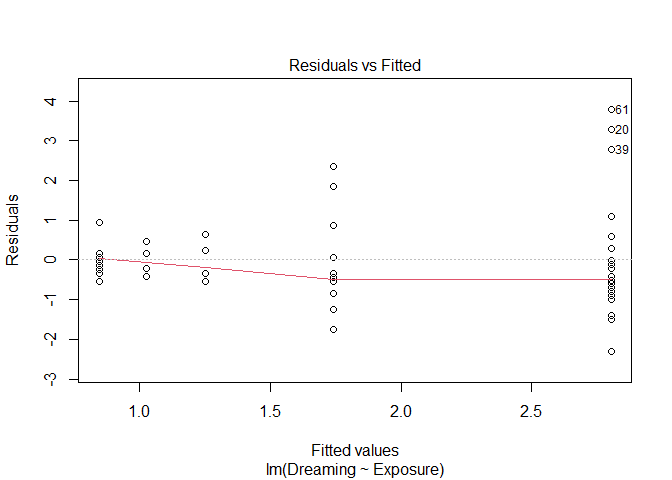 Residuals vs Fitted
4
3
2
1
0
-1
-2
-3
Residuals
61
20
39
1.0 1.5 2.0 2.5
Fitted values
lm(Dreaming ~ Exposure)